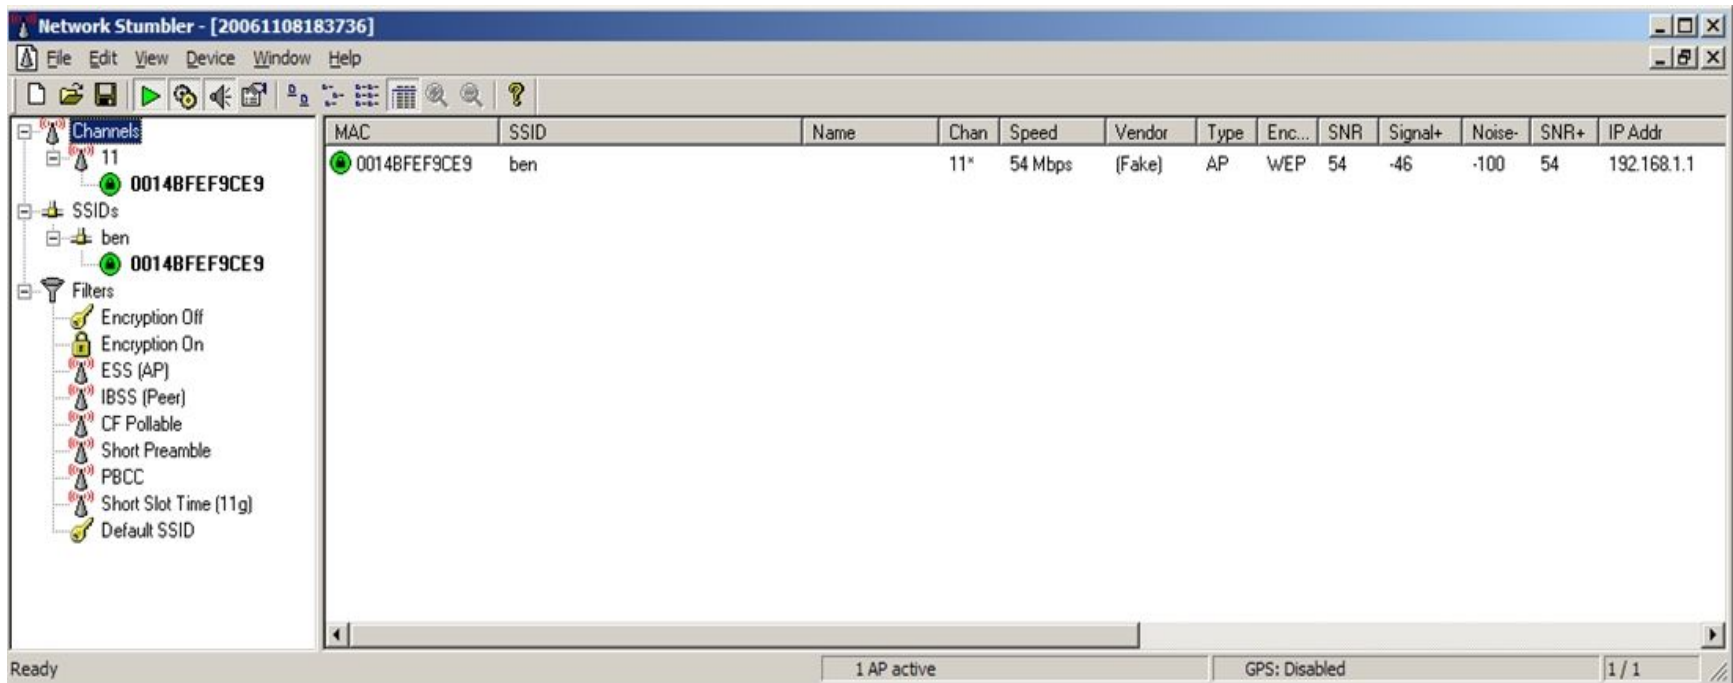 Network Stumbler - [20061108183736]
File Edit View Device Window Help
Channels
11
0014BFEF9CE9
SSIDs
ben
0014BFEF9CE9
Filters
Encryption Off
Encryption On
ESS (AP)
IBSS (Peer)
CF Pollable
Short Preamble
PBCC
Short Slot Time (11g)
Default SSID
MAC SSID Name Chan Speed Vendor Type Enc... SNR Signal+ Noise- SNR+ IP Addr
0014BFEF9CE9 ben 11* 54 Mbps (Fake) AP WEP 54 -46 -100 54 192.168.1.1
Ready 1 AP active GPS: Disabled 1 / 1